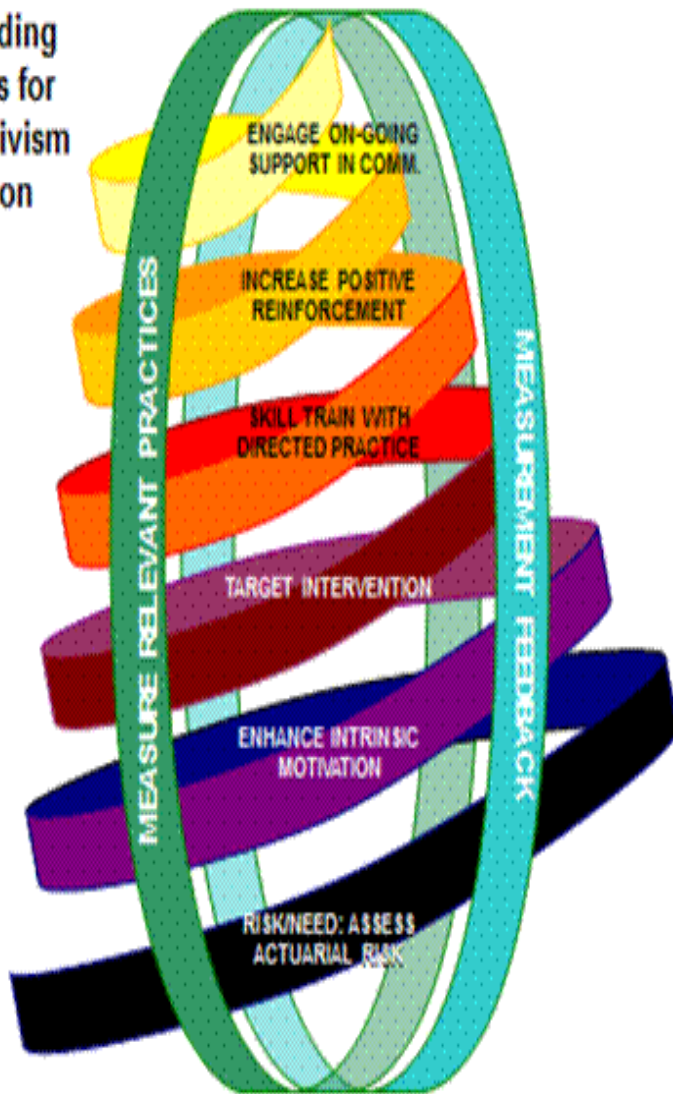 ding
s for
ivism
on
ENGAGE ON-GOING
SUPPORT IN COMM.
INCREASE POSITIVE
REINFORCEMENT
SKILL TRAIN WITH
DIRECTED PRACTICE
TARGET INTERVENTION
ENHANCE INTRINSIC
MOTIVATION
RISK/NEED: ASSESS
ACTUARIAL RISK
MEASURE RELEVANT PRACTICES
MEASUREMENT FEEDBACK